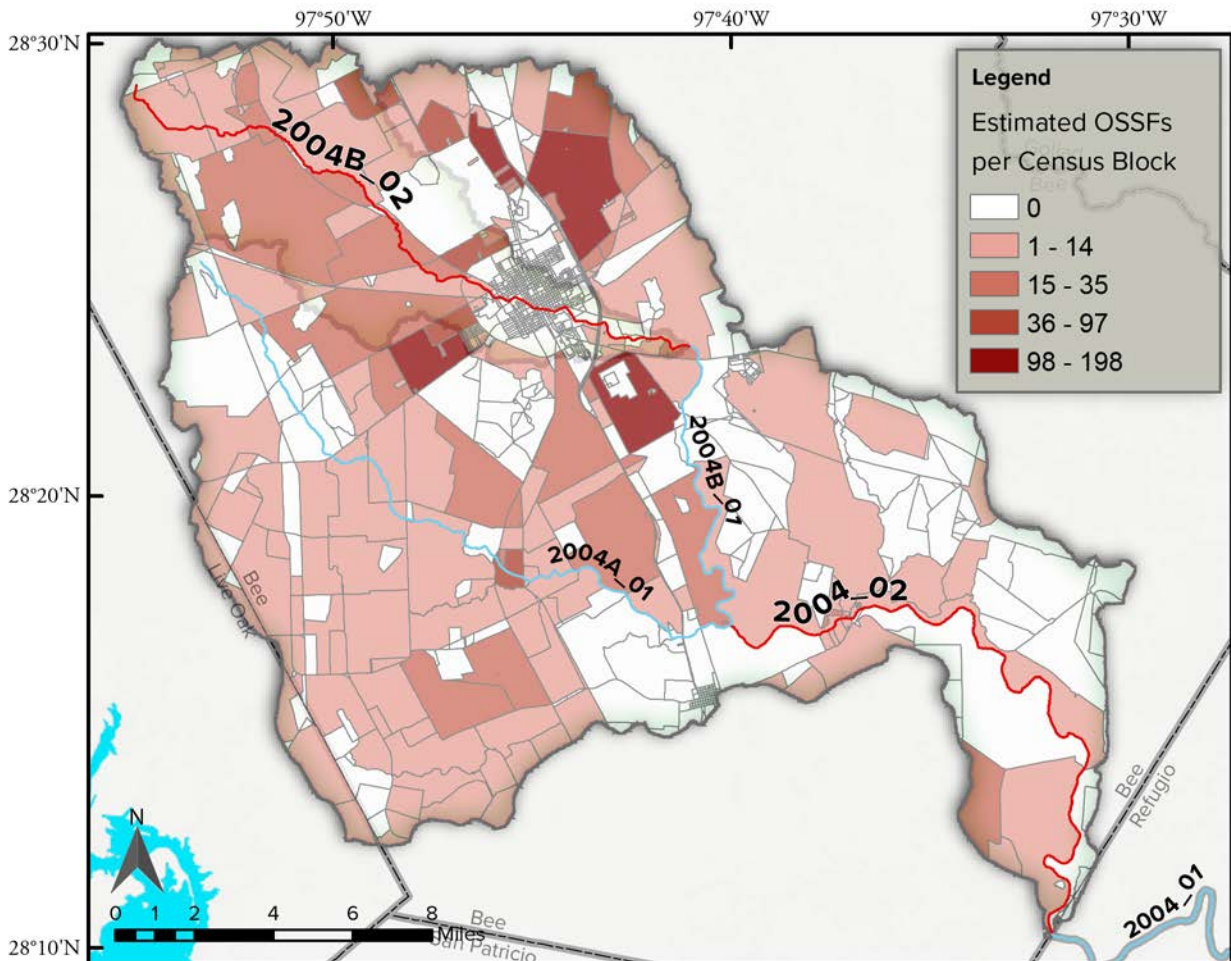 97°50'W
97°40'W
97°30'W
28°30'N
Legend
Estimated OSSFs
per Census Block
Goliad
Bee
0
1 - 14
15 - 35
36 - 97
98 - 198
2004B_02
2004B_01
28°20'N
2004A_01
Bee
Live Oak
2004_02
Bee
Refugio
N
0 1 2 4 6 8
Miles
Bee
San Patricio
2004_01
28°10'N